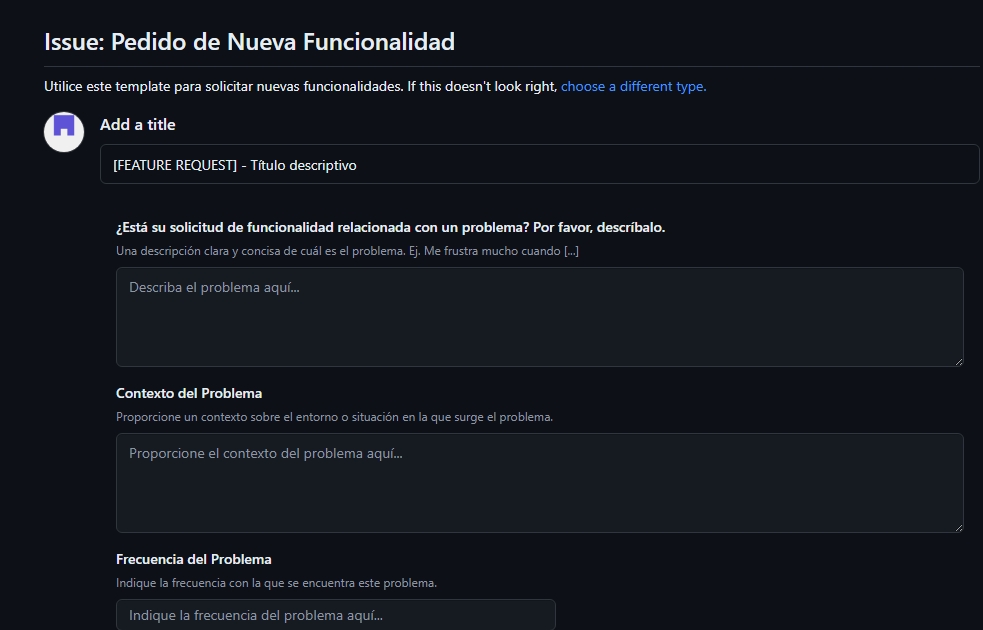 Issue: Pedido de Nueva Funcionalidad
Utilice este template para solicitar nuevas funcionalidades. If this doesn't look right, choose a different type.
Add a title
[FEATURE REQUEST] - Título descriptivo
¿Está su solicitud de funcionalidad relacionada con un problema? Por favor, descríbalo.
Una descripción clara y concisa de cuál es el problema. Ej. Me frustra mucho cuando [...]
Describa el problema aquí...
Contexto del Problema
Proporcione un contexto sobre el entorno o situación en la que surge el problema.
Proporcione el contexto del problema aquí...
Frecuencia del Problema
Indique la frecuencia con la que se encuentra este problema.
Indique la frecuencia del problema aquí...